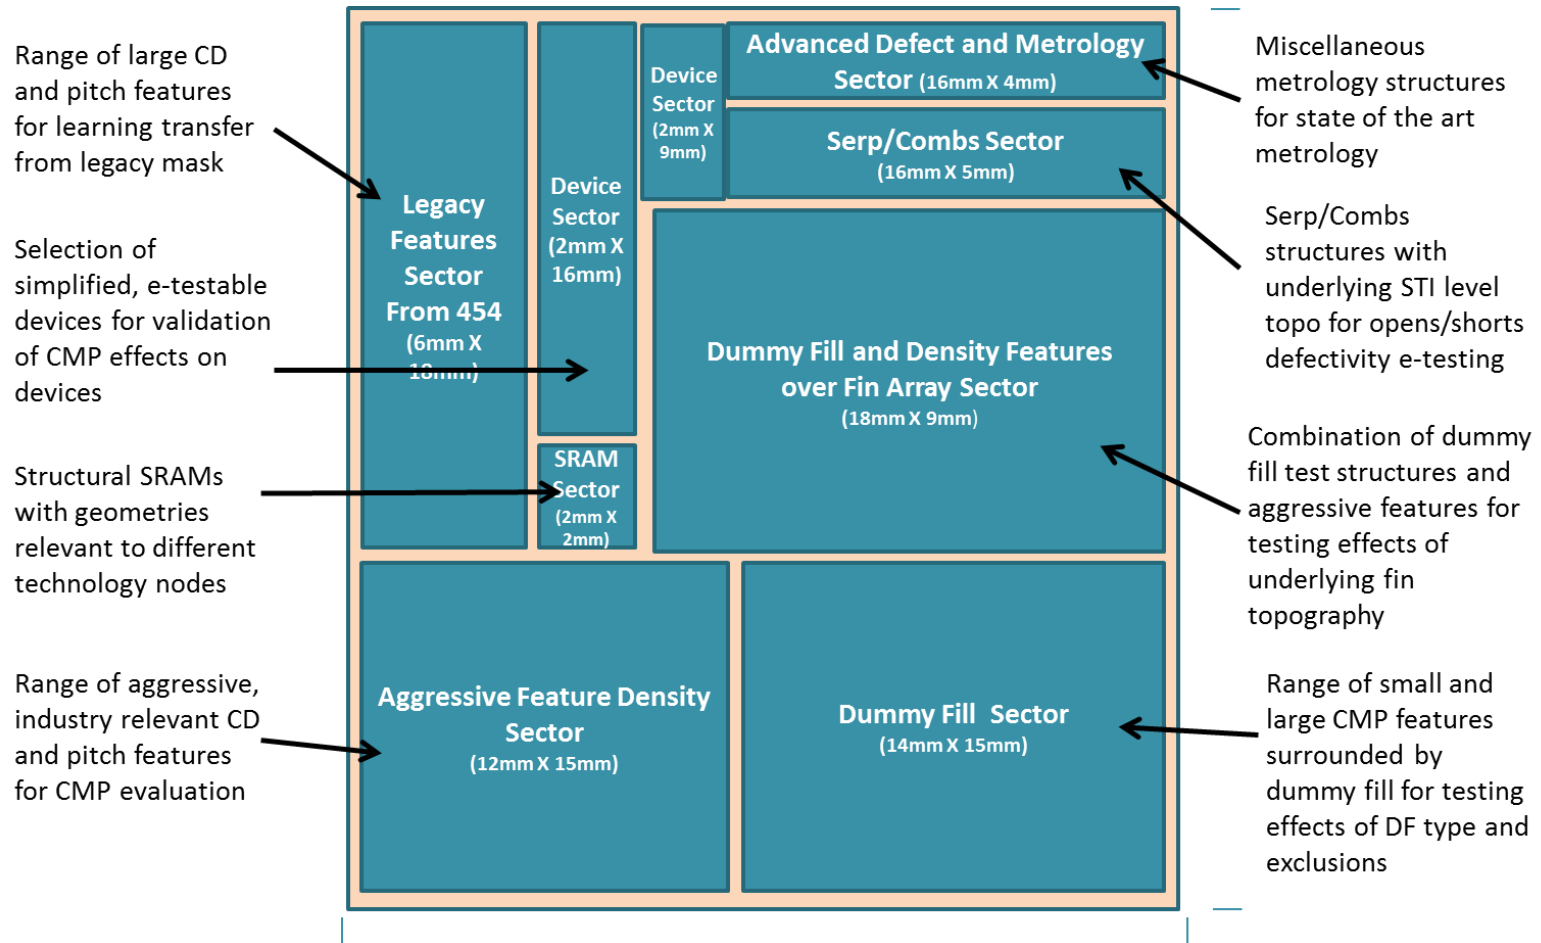 Range of large CD
and pitch features
for learning transfer
from legacy mask
Selection of
simplified, e-testable
devices for validation
of CMP effects on
devices
Structural SRAMs
with geometries
relevant to different
technology nodes
Range of aggressive,
industry relevant CD
and pitch features
for CMP evaluation
Legacy
Features
Sector
From 454
(6mm X
18mm)
Device
Sector
(2mm X
16mm)
SRAM
Sector
(2mm X
2mm)
Device
Sector
(2mm X
9mm)
Advanced Defect and Metrology
Sector (16mm X 4mm)
Serp/Combs Sector
(16mm X 5mm)
Dummy Fill and Density Features
over Fin Array Sector
(18mm X 9mm)
Aggressive Feature Density
Sector
(12mm X 15mm)
Dummy Fill Sector
(14mm X 15mm)
Miscellaneous
metrology structures
for state of the art
metrology
Serp/Combs
structures with
underlying STI level
topo for opens/shorts
defectivity e-testing
Combination of dummy
fill test structures and
aggressive features for
testing effects of
underlying fin
topography
Range of small and
large CMP features
surrounded by
dummy fill for testing
effects of DF type and
exclusions